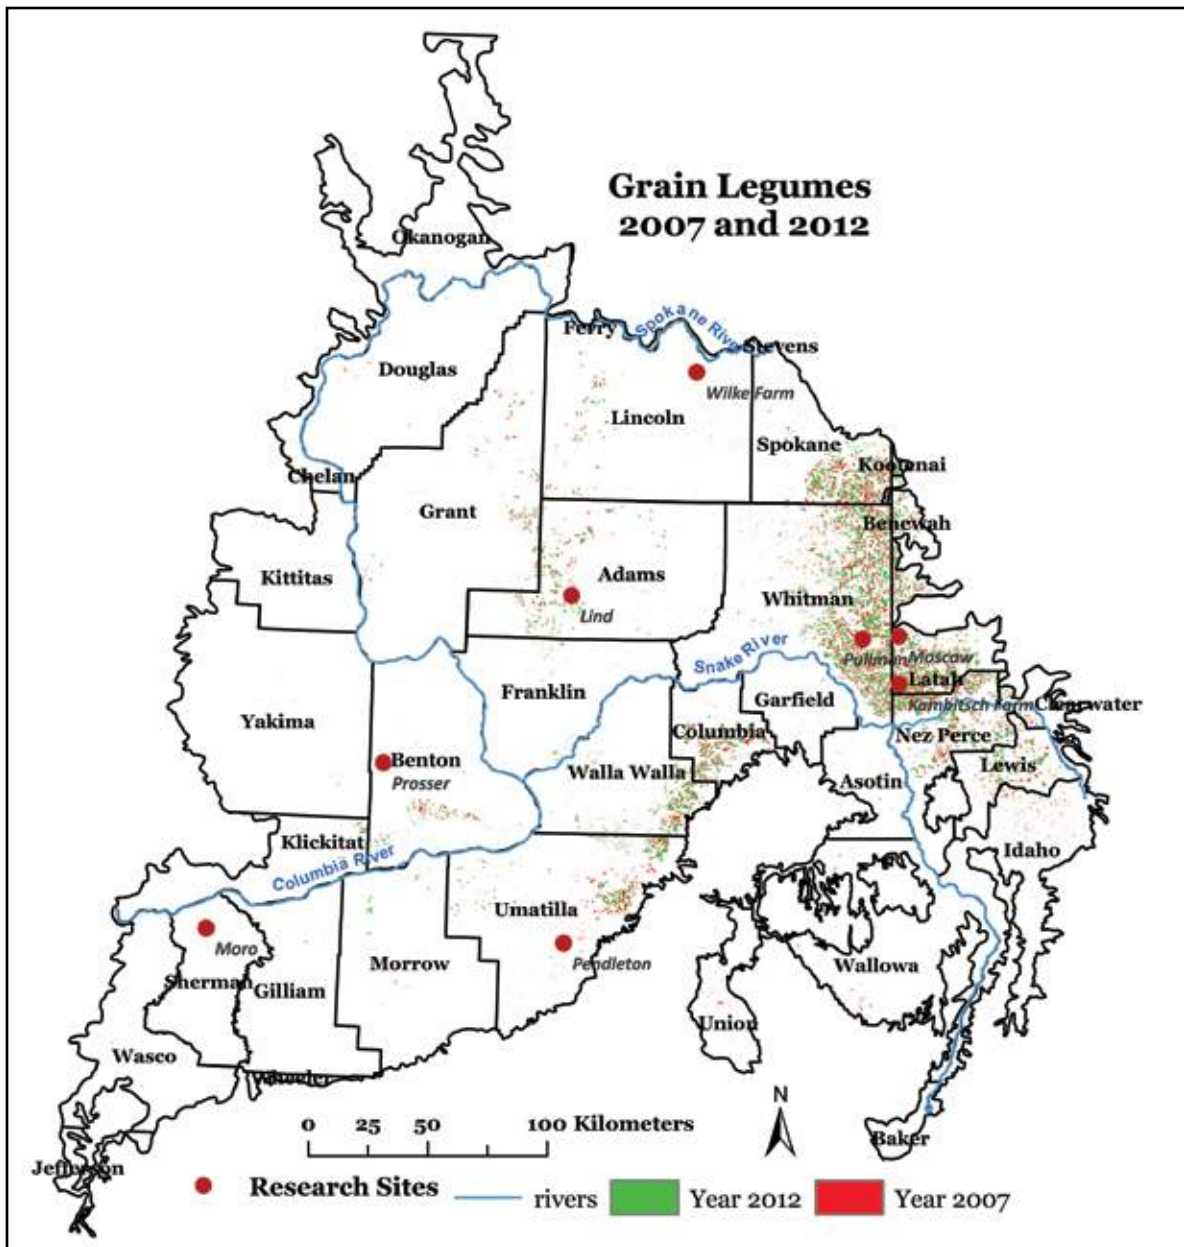 Grain Legumes
2007 and 2012
Okanogan
Ferry
Spokane River
Stevens
Douglas
Wilke Farm
Lincoln
Spokane
Kootenai
Chelan
Grant
Benewah
Kittitas
Adams
Whitman
Lind
Snake River
Pullman
Moscow
Latah
Franklin
Garfield
Kambitsch Farm
Clearwater
Yakima
Columbia
Nez Perce
Benton
Walla Walla
Lewis
Prosser
Asotin
Klickitat
Idaho
Columbia River
Umatilla
Moro
Pendleton
Morrow
Wallowa
Sherman
Gilliam
Union
Wasco
Wheeler
N
0 25 50 100 Kilometers
Baker
Jefferson
Research Sites
rivers
Year 2012
Year 2007